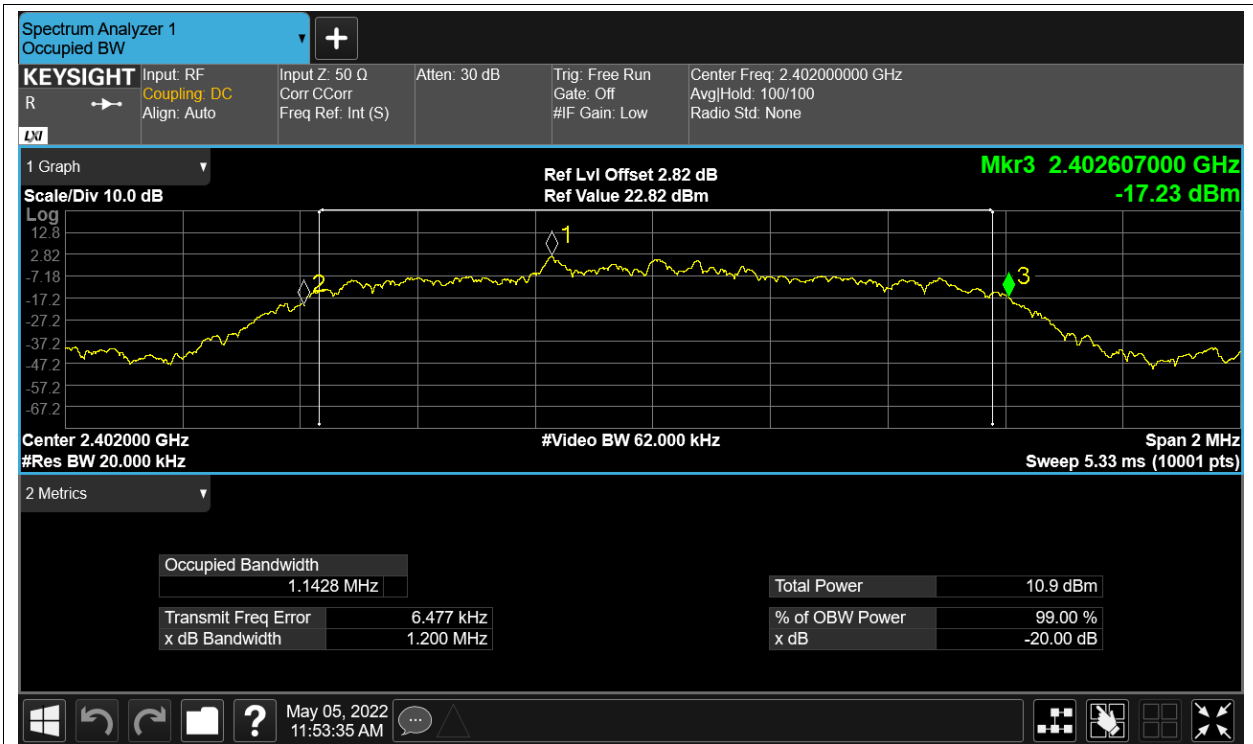 Spectrum Analyzer 1
Occupied BW
KEYSIGHT
R
LXI
Input: RF
Coupling: DC
Align: Auto
Input Z: 50 Ω
Corr CCorr
Freq Ref: Int (S)
Atten: 30 dB
Trig: Free Run
Gate: Off
#IF Gain: Low
Center Freq: 2.402000000 GHz
Avg|Hold: 100/100
Radio Std: None
1 Graph
Scale/Div 10.0 dB
Ref Lvl Offset 2.82 dB
Ref Value 22.82 dBm
Mkr3 2.402607000 GHz
-17.23 dBm
Log
12.8
2.82
-7.18
-17.2
-27.2
-37.2
-47.2
-57.2
-67.2
1
2
3
Center 2.402000 GHz
#Res BW 20.000 kHz
#Video BW 62.000 kHz
Span 2 MHz
Sweep 5.33 ms (10001 pts)
2 Metrics
Occupied Bandwidth
1.1428 MHz
Transmit Freq Error 6.477 kHz
x dB Bandwidth 1.200 MHz
Total Power 10.9 dBm
% of OBW Power 99.00 %
x dB -20.00 dB
?
May 05, 2022
11:53:35 AM